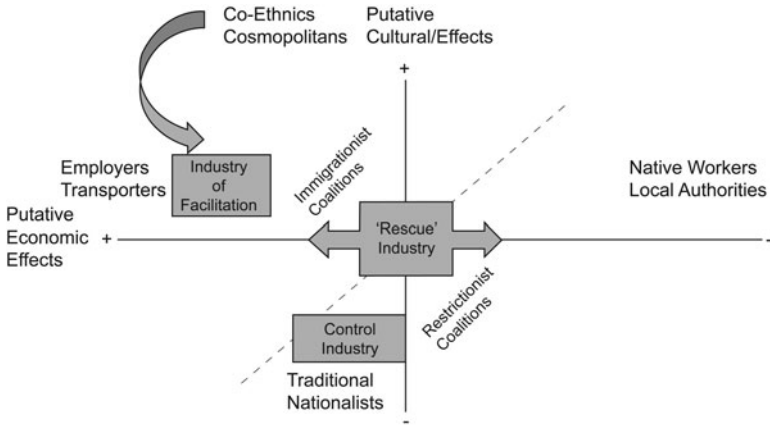 Co-Ethnics
Cosmopolitans
Putative
Cultural/Effects
+
Employers
Transporters
Industry
of
Facilitation
Immigrationist
Coalitions
Native Workers
Local Authorities
Putative
Economic
Effects
+
'Rescue'
Industry
-
Restrictionist
Coalitions
Control
Industry
Traditional
Nationalists
-